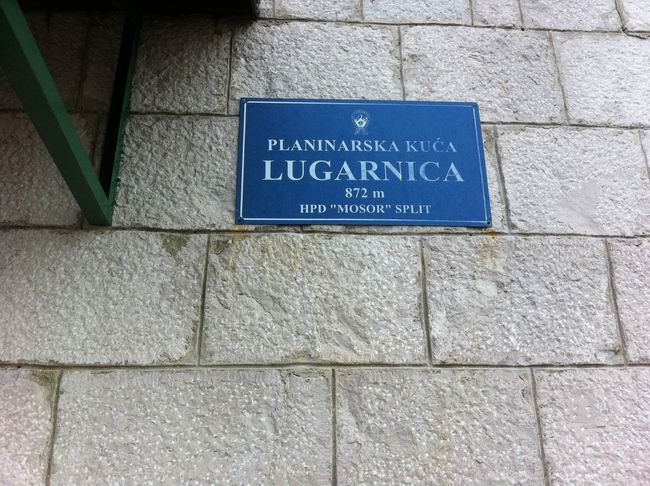 PLANINARSKA KUĆA
LUGARNICA
872 m
HPD "MOSOR" SPLIT